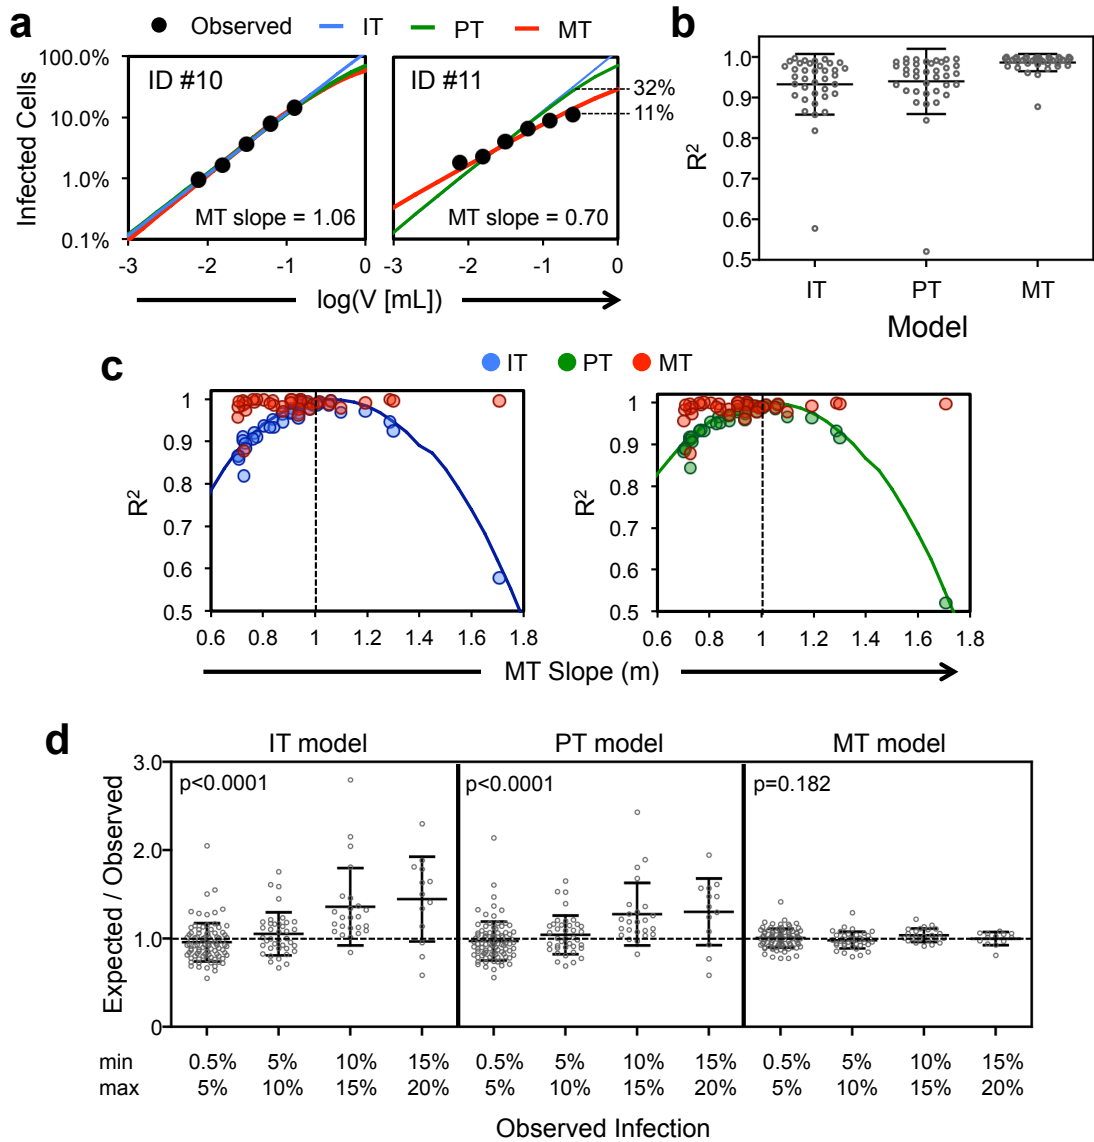 a
Observed IT PT MT
Infected Cells
100.0%
10.0%
1.0%
0.1%
ID #10
MT slope = 1.06
-3 -2 -1 0
ID #11
MT slope = 0.70
32%
11%
-3 -2 -1 0
log(V [mL])
b
R²
1.0
0.9
0.8
0.7
0.6
0.5
IT PT MT
Model
c
IT PT MT
R²
1
0.9
0.8
0.7
0.6
0.5
0.6 0.8 1 1.2 1.4 1.6 1.8
R²
1
0.9
0.8
0.7
0.6
0.5
0.6 0.8 1 1.2 1.4 1.6 1.8
MT Slope (m)
d
IT model PT model MT model
Expected / Observed
3.0
2.0
1.0
0
p<0.0001 p<0.0001 p=0.182
min 0.5% 5% 10% 15% 0.5% 5% 10% 15% 0.5% 5% 10% 15%
max 5% 10% 15% 20% 5% 10% 15% 20% 5% 10% 15% 20%
Observed Infection